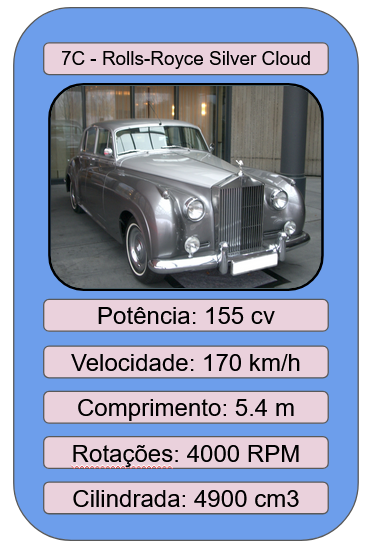 7C - Rolls-Royce Silver Cloud
Potência: 155 cv
Velocidade: 170 km/h
Comprimento: 5.4 m
Rotações: 4000 RPM
Cilindrada: 4900 cm3